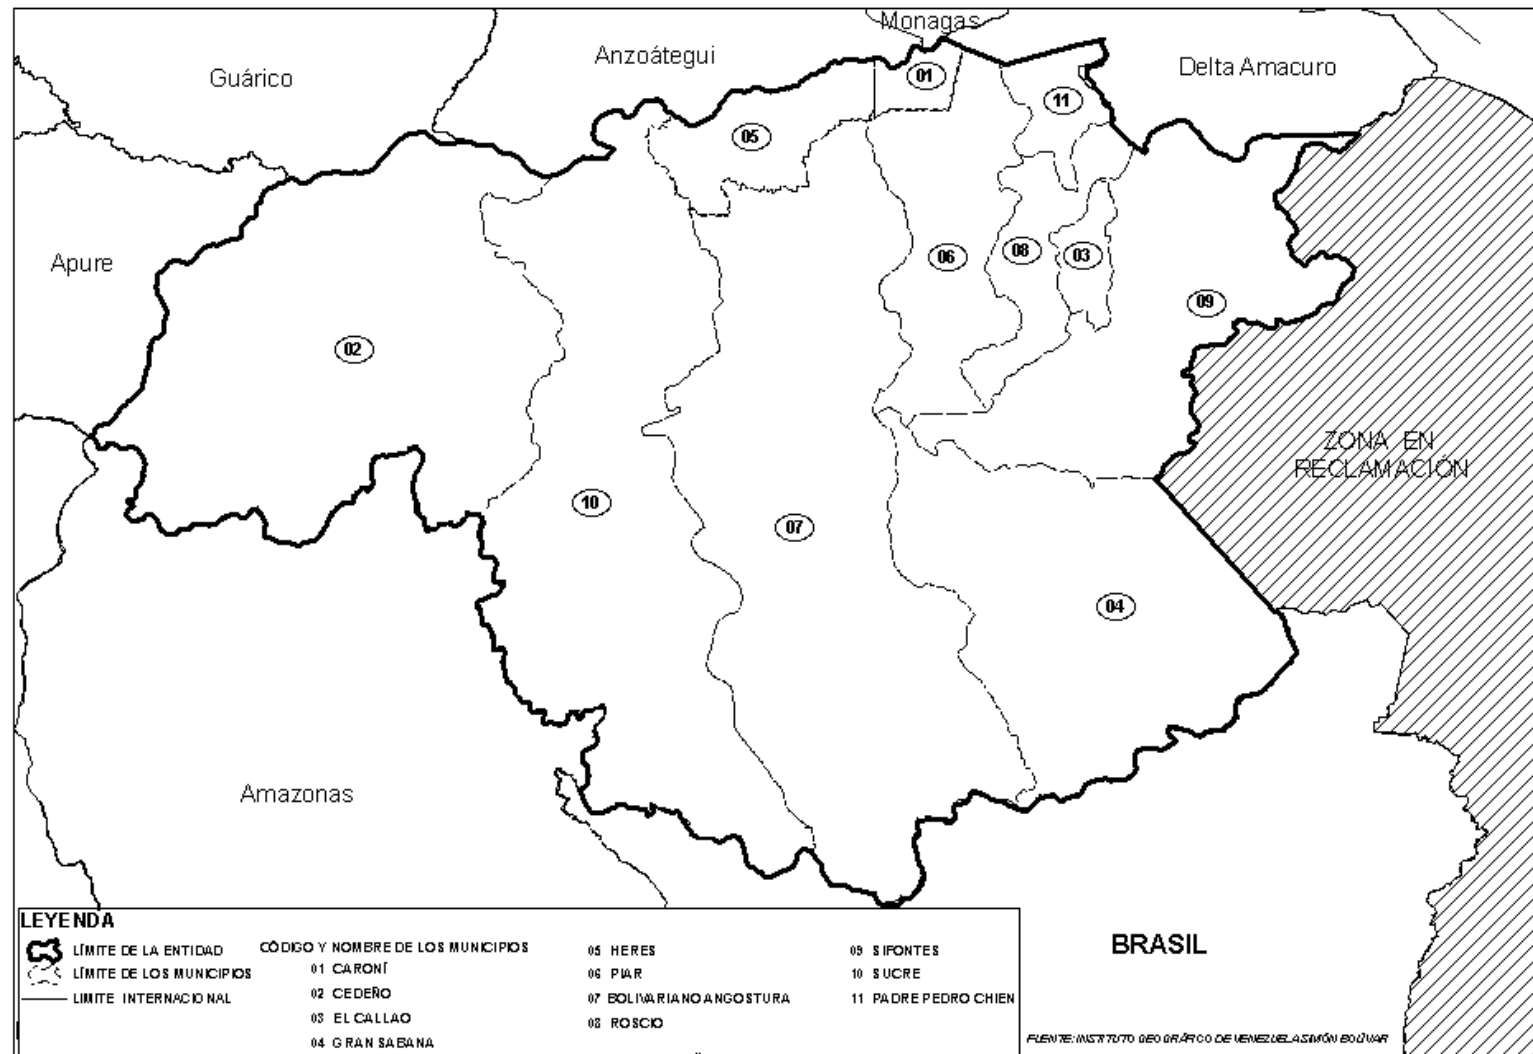 Monagas
Anzoátegui
Guárico
Delta Amacuro
01
11
05
Apure
06
08
03
09
02
ZONA EN
RECLAMACIÓN
10
07
04
Amazonas
BRASIL
LEYENDA
LÍMITE DE LA ENTIDAD
LÍMITE DE LOS MUNICIPIOS
LIMITE INTERNACIONAL
CÓDIGO Y NOMBRE DE LOS MUNICIPIOS
01 CARONÍ
02 CEDEÑO
03 EL CALLAO
04 GRAN SABANA
05 HERES
06 PIAR
07 BOLIVARIANO ANGOSTURA
08 ROSCIO
09 SIFONTES
10 SUCRE
11 PADRE PEDRO CHIEN
FUENTE: INSTITUTO GEOGRÁFICO DE VENEZUELA SIMÓN BOLÍVAR